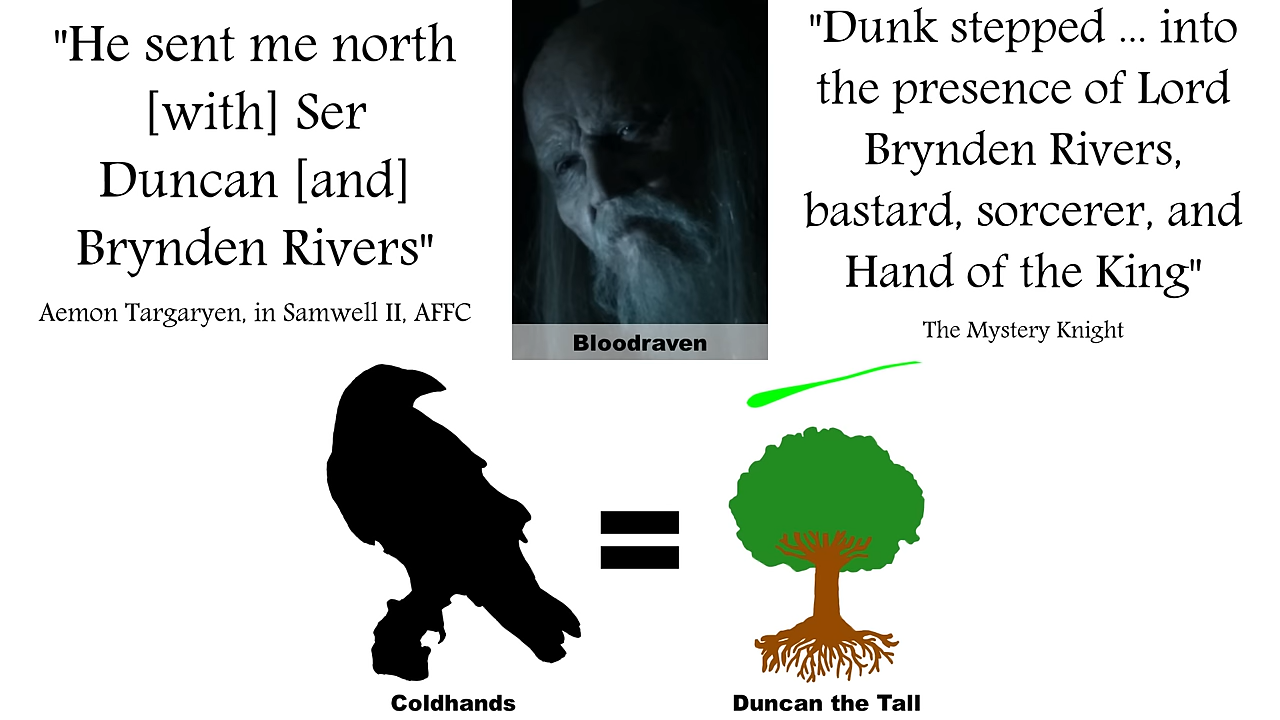 "He sent me north
[with] Ser
Duncan [and]
Brynden Rivers"
Aemon Targaryen, in Samwell II, AFFC
Bloodraven
"Dunk stepped ... into
the presence of Lord
Brynden Rivers,
bastard, sorcerer, and
Hand of the King"
The Mystery Knight
Coldhands
Duncan the Tall